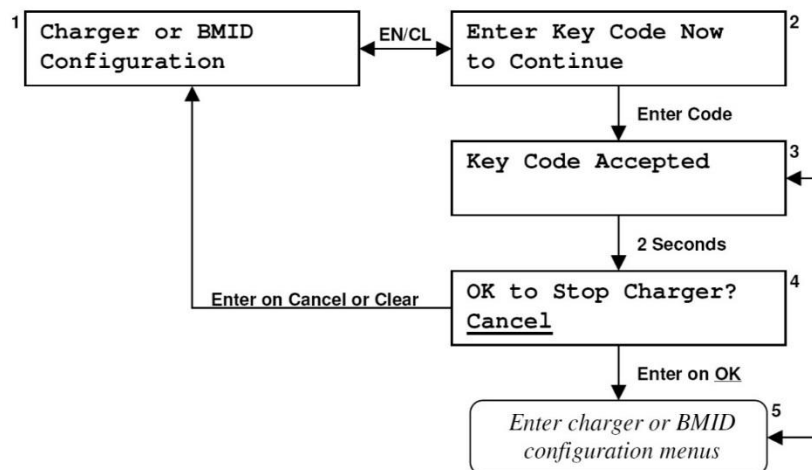 1
Charger or BMID
Configuration
EN/CL
Enter Key Code Now
to Continue
2
Enter Code
Key Code Accepted
3
2 Seconds
OK to Stop Charger?
Cancel
4
Enter on Cancel or Clear
Enter on OK
Enter charger or BMID
configuration menus
5